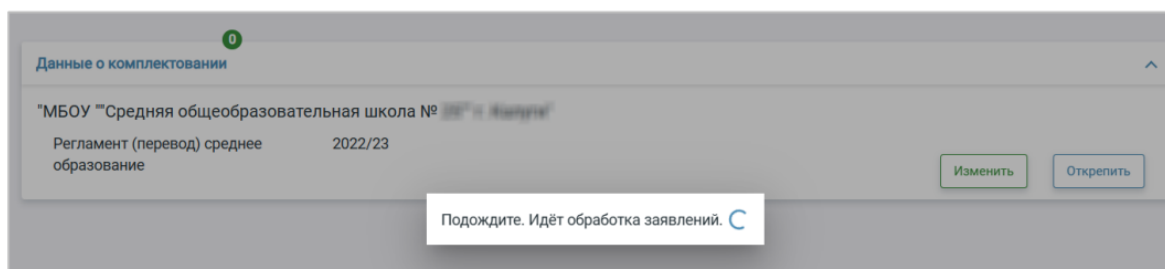 0
Данные о комплектовании
"МБОУ ""Средняя общеобразовательная школа №
Регламент (перевод) среднее образование
2022/23
Изменить
Открепить
Подождите. Идёт обработка заявлений.